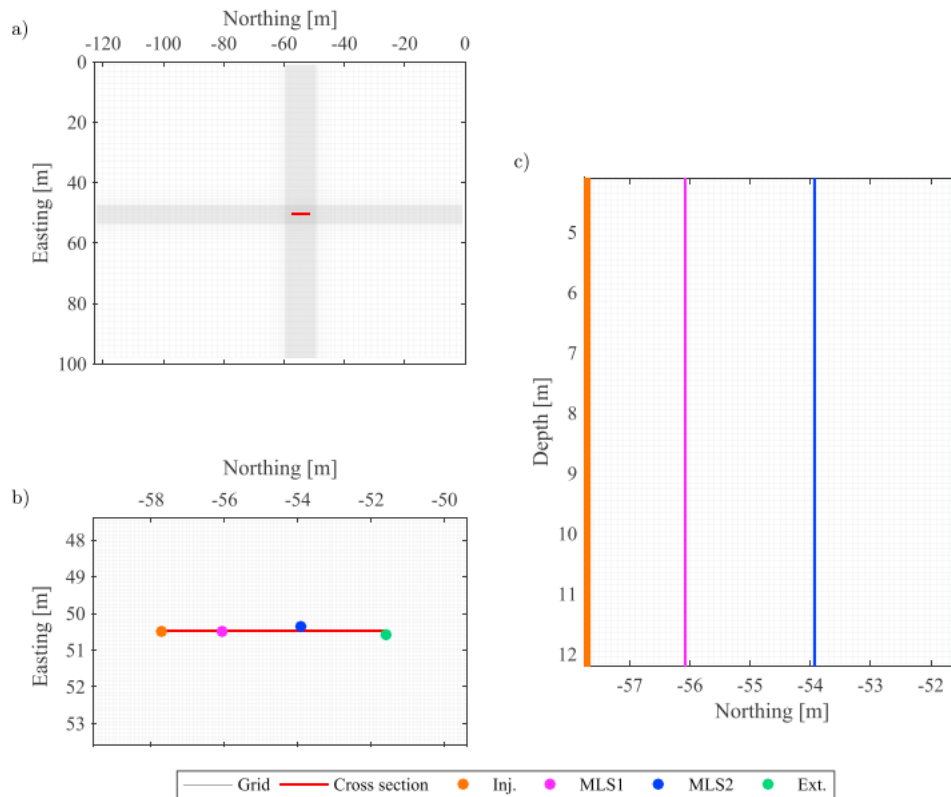 a)
Northing [m]
-120 -100 -80 -60 -40 -20 0
0
20
40
60
80
100
Easting [m]
b)
Northing [m]
-58 -56 -54 -52 -50
48
49
50
51
52
53
Easting [m]
c)
5
6
7
8
9
10
11
12
Depth [m]
-57 -56 -55 -54 -53 -52
Northing [m]
Grid Cross section Inj. MLS1 MLS2 Ext.